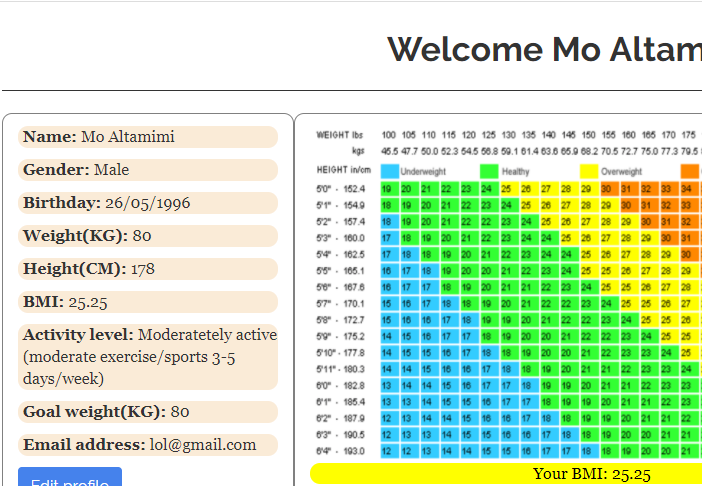 Welcome Mo Altam
Name: Mo Altamimi
Gender: Male
Birthday: 26/05/1996
Weight(KG): 80
Height(CM): 178
BMI: 25.25
Activity level: Moderatetely active
(moderate exercise/sports 3-5
days/week)
Goal weight(KG): 80
Email address: lol@gmail.com
Edit profile
WEIGHT lbs 100 105 110 115 120 125 130 135 140 145 150 155 160 165 170 175
kgs 45.5 47.7 50.0 52.3 54.5 56.8 59.1 61.4 63.6 65.9 68.2 70.5 72.7 75.0 77.3 79.5
HEIGHT in/cm Underweight Healthy Overweight
5'0" - 152.4 19 20 21 22 23 24 25 26 27 28 29 30 31 32 33 34
5'1" - 154.9 18 19 20 21 22 23 24 25 26 27 28 29 30 31 32 33
5'2" - 157.4 18 19 20 21 22 22 23 24 25 26 27 28 29 30 31 32
5'3" - 160.0 17 18 19 20 21 22 23 24 24 25 26 27 28 29 30 31
5'4" - 162.5 17 18 18 19 20 21 22 23 24 24 25 26 27 28 29 30
5'5" - 165.1 16 17 18 19 20 20 21 22 23 24 25 25 26 27 28 29
5'6" - 167.6 16 17 17 18 19 20 21 21 22 23 24 25 25 26 27 28
5'7" - 170.1 15 16 17 18 18 19 20 21 22 22 23 24 25 25 26 27
5'8" - 172.7 15 16 16 17 18 19 19 20 21 22 22 23 24 25 25 26
5'9" - 175.2 14 15 16 17 17 18 19 20 20 21 22 22 23 24 25 25
5'10" - 177.8 14 15 15 16 17 18 18 19 20 20 21 22 23 23 24 25
5'11" - 180.3 14 14 15 16 16 17 18 18 19 20 21 21 22 23 23 24
6'0" - 182.8 13 14 14 15 16 17 17 18 19 19 20 21 21 22 23 23
6'1" - 185.4 13 13 14 15 15 16 17 17 18 19 19 20 21 21 22 23
6'2" - 187.9 12 13 14 14 15 16 16 17 18 18 19 19 20 21 21 22
6'3" - 190.5 12 13 13 14 15 15 16 16 17 18 18 19 20 20 21 21
6'4" - 193.0 12 12 13 14 14 15 15 16 17 17 18 18 19 20 20 21
Your BMI: 25.25